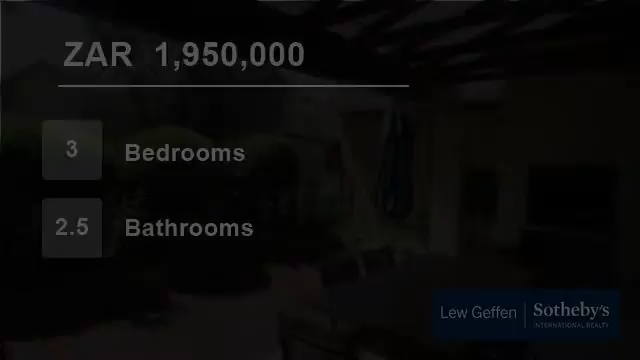 ZAR 1,950,000
3 Bedrooms
2.5 Bathrooms
Lew Geffen | Sotheby's
INTERNATIONAL REALTY